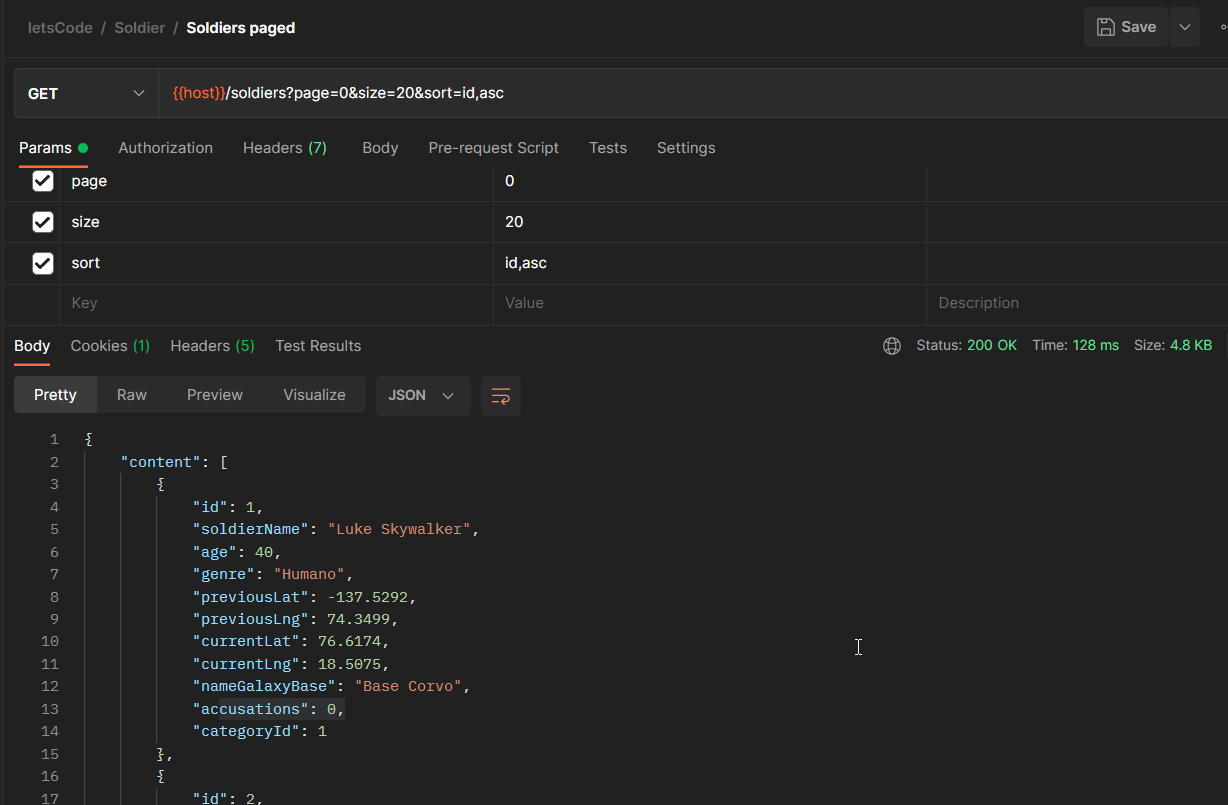 letsCode / Soldier / Soldiers paged
Save
GET
{{host}}/soldiers?page=0&size=20&sort=id,asc
Params Authorization Headers (7) Body Pre-request Script Tests Settings
page 0
size 20
sort id,asc
Key Value Description
Body Cookies (1) Headers (5) Test Results Status: 200 OK Time: 128 ms Size: 4.8 KB
Pretty Raw Preview Visualize JSON
1 {
2 "content": [
3 {
4 "id": 1,
5 "soldierName": "Luke Skywalker",
6 "age": 40,
7 "genre": "Humano",
8 "previousLat": -137.5292,
9 "previousLng": 74.3499,
10 "currentLat": 76.6174,
11 "currentLng": 18.5075,
12 "nameGalaxyBase": "Base Corvo",
13 "accusations": 0,
14 "categoryId": 1
15 },
16 {
17 "id": 2,